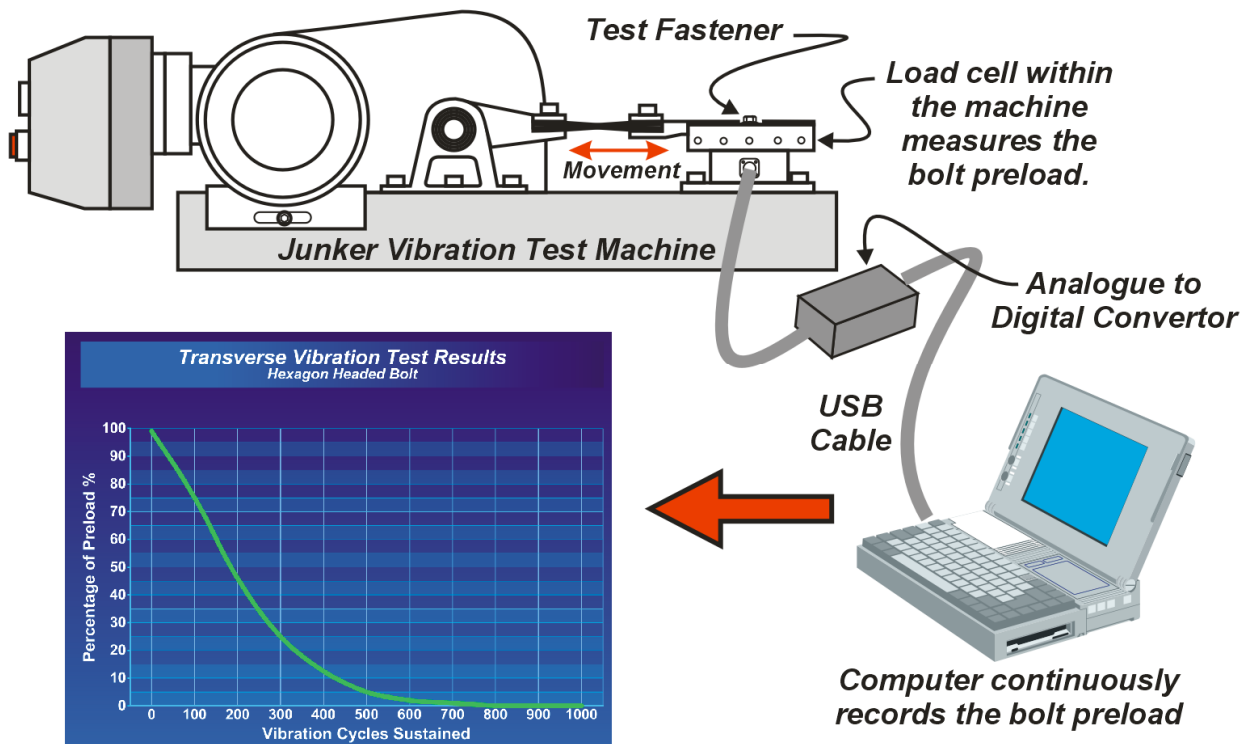 Test Fastener
Load cell within
the machine
measures the
bolt preload.
Movement
Junker Vibration Test Machine
Analogue to
Digital Convertor
USB
Cable
Transverse Vibration Test Results
Hexagon Headed Bolt
Percentage of Preload %
100
90
80
70
60
50
40
30
20
10
0
0 100 200 300 400 500 600 700 800 900 1000
Vibration Cycles Sustained
Computer continuously
records the bolt preload